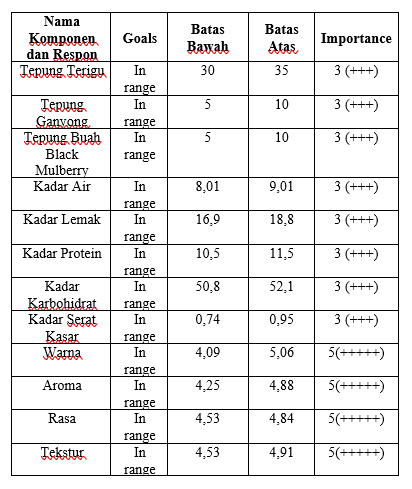 Nama Komponen dan Respon Goals Batas Bawah Batas Atas Importance
Tepung Terigu In range 30 35 3 (+++)
Tepung Ganyong In range 5 10 3 (+++)
Tepung Buah Black Mulberry In range 5 10 3 (+++)
Kadar Air In range 8,01 9,01 3 (+++)
Kadar Lemak In range 16,9 18,8 3 (+++)
Kadar Protein In range 10,5 11,5 3 (+++)
Kadar Karbohidrat In range 50,8 52,1 3 (+++)
Kadar Serat Kasar In range 0,74 0,95 3 (+++)
Warna In range 4,09 5,06 5(+++++)
Aroma In range 4,25 4,88 5(+++++)
Rasa In range 4,53 4,84 5(+++++)
Tekstur In range 4,53 4,91 5(+++++)